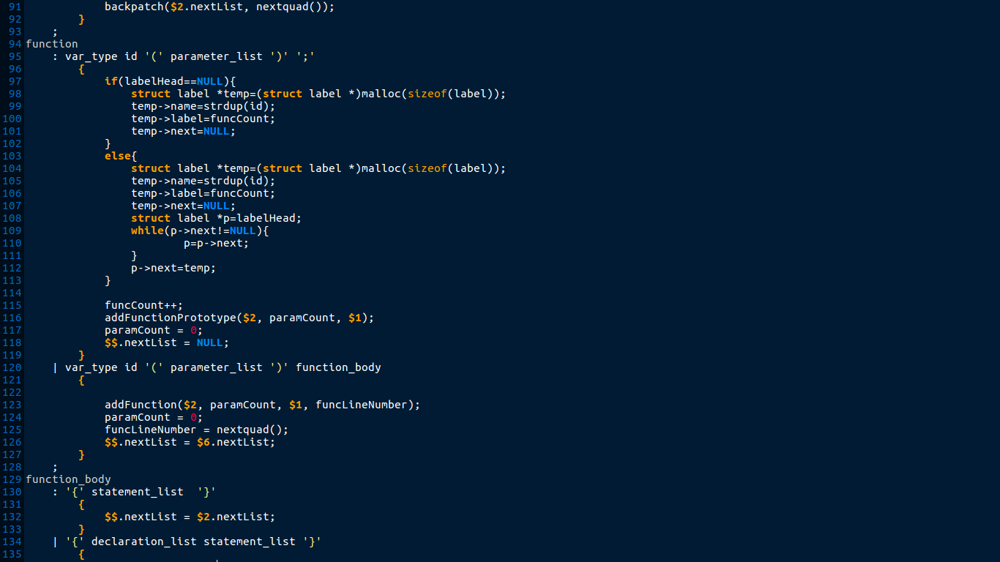 91 backpatch($2.nextList, nextquad());
92 }
93 ;
94 function
95 : var_type id '(' parameter_list ')' ';'
96 {
97 if(labelHead==NULL){
98 struct label *temp=(struct label *)malloc(sizeof(label));
99 temp->name=strdup(id);
100 temp->label=funcCount;
101 temp->next=NULL;
102 }
103 else{
104 struct label *temp=(struct label *)malloc(sizeof(label));
105 temp->name=strdup(id);
106 temp->label=funcCount;
107 temp->next=NULL;
108 struct label *p=labelHead;
109 while(p->next!=NULL){
110 p=p->next;
111 }
112 p->next=temp;
113 }
114
115 funcCount++;
116 addFunctionPrototype($2, paramCount, $1);
117 paramCount = 0;
118 $$.nextList = NULL;
119 }
120 | var_type id '(' parameter_list ')' function_body
121 {
122
123 addFunction($2, paramCount, $1, funcLineNumber);
124 paramCount = 0;
125 funcLineNumber = nextquad();
126 $$.nextList = $6.nextList;
127 }
128 ;
129 function_body
130 : '{' statement_list  '}'
131 {
132 $$.nextList = $2.nextList;
133 }
134 | '{' declaration_list statement_list '}'
135 {